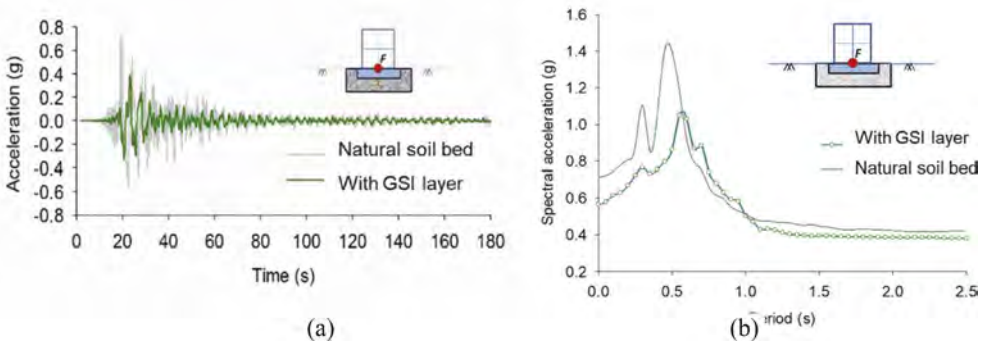 0.8
0.6
0.4
0.2
0.0
-0.2
-0.4
-0.6
-0.8
Acceleration (g)
F
Natural soil bed
With GSI layer
0 20 40 60 80 100 120 140 160 180
Time (s)
(a)
1.6
1.4
1.2
1.0
0.8
0.6
0.4
0.2
Spectral acceleration (g)
F
With GSI layer
Natural soil bed
0.0 0.5 1.0 1.5 2.0 2.5
(b) eriod (s)